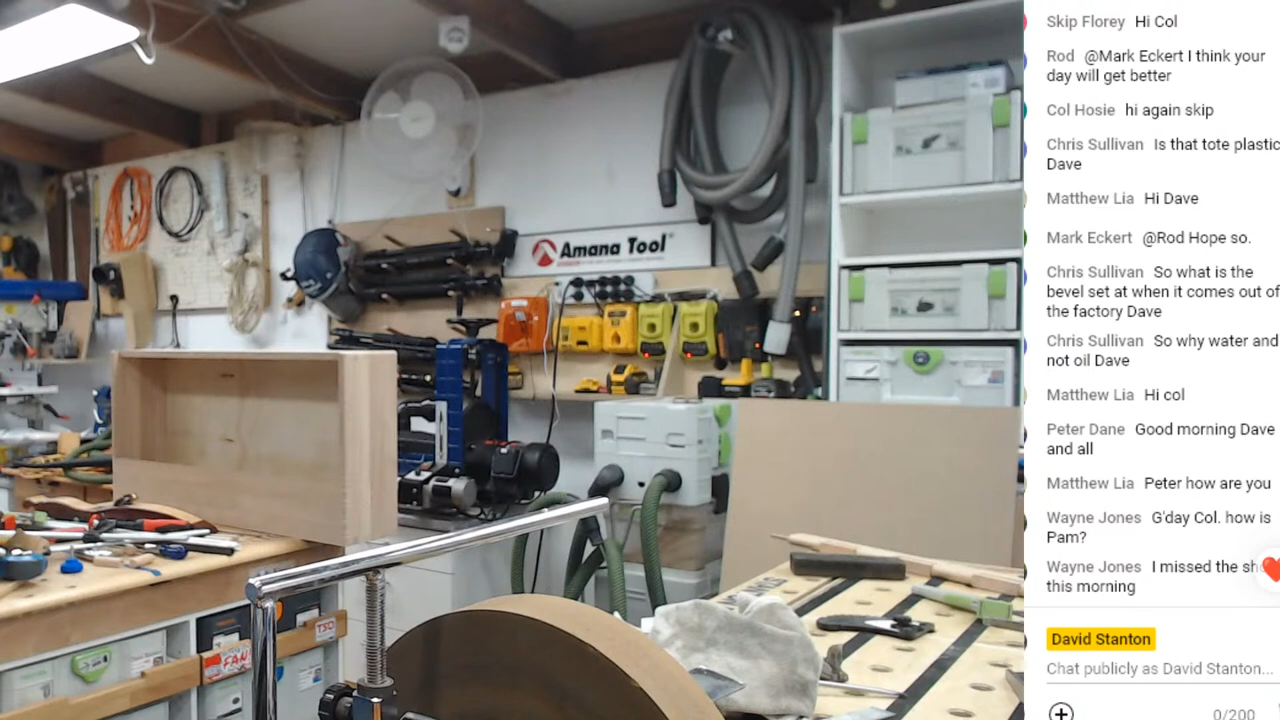 Amana Tool®
TSO
FAN
Skip Florey Hi Col
Rod @Mark Eckert I think your
day will get better
Col Hosie hi again skip
Chris Sullivan Is that tote plastic
Dave
Matthew Lia Hi Dave
Mark Eckert @Rod Hope so.
Chris Sullivan So what is the
bevel set at when it comes out of
the factory Dave
Chris Sullivan So why water and
not oil Dave
Matthew Lia Hi col
Peter Dane Good morning Dave
and all
Matthew Lia Peter how are you
Wayne Jones G'day Col. how is
Pam?
Wayne Jones I missed the sh
this morning
David Stanton
Chat publicly as David Stanton...
0/200